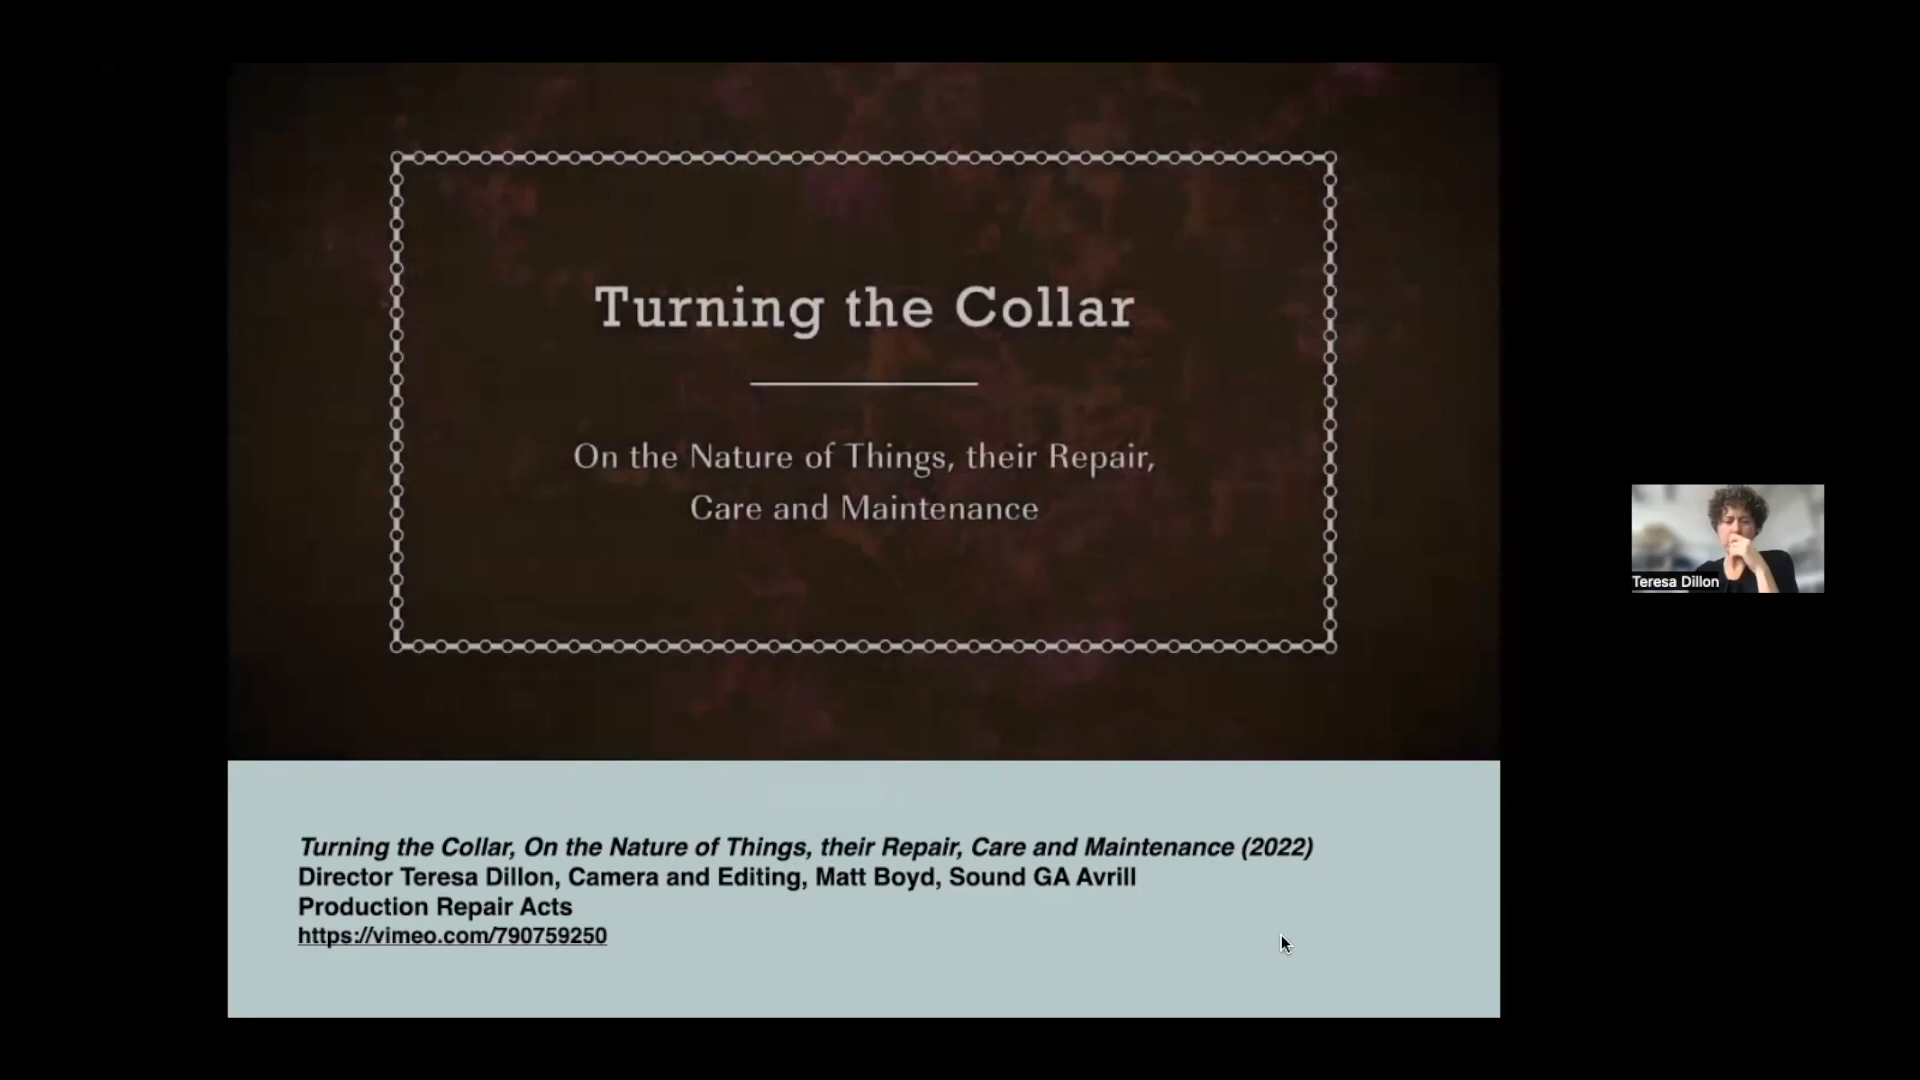 Turning the Collar
On the Nature of Things, their Repair,
Care and Maintenance
Teresa Dillon
Turning the Collar, On the Nature of Things, their Repair, Care and Maintenance (2022)
Director Teresa Dillon, Camera and Editing, Matt Boyd, Sound GA Avrill
Production Repair Acts
https://vimeo.com/790759250